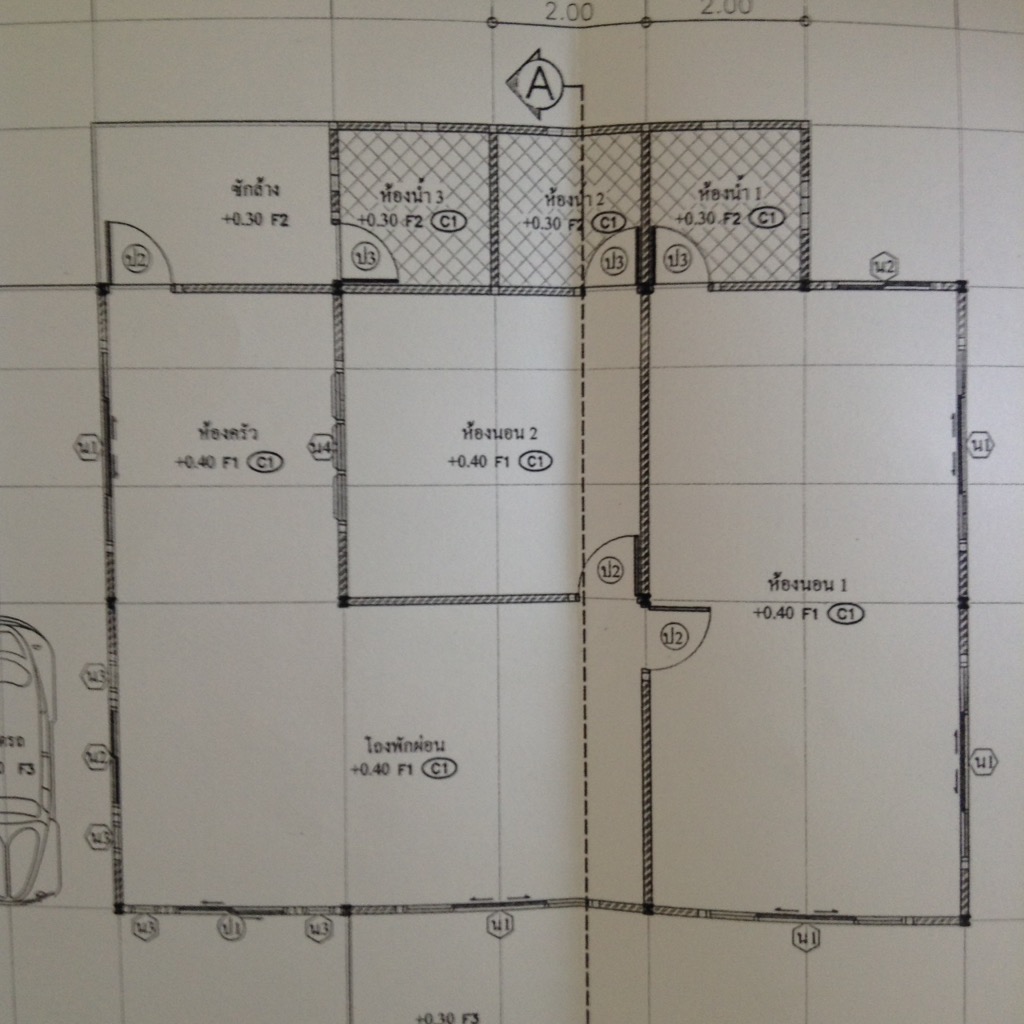 2.00
2.00
A
ซักล้าง
+0.30 F2
ห้องน้ำ 3
+0.30 F2 C1
ห้องน้ำ 2
+0.30 F2 C1
ห้องน้ำ 1
+0.30 F2 C1
ป2
ป3
ป3
ป3
น2
ห้องครัว
+0.40 F1 C1
ห้องนอน 2
+0.40 F1 C1
น1
น4
น1
ป2
ห้องนอน 1
+0.40 F1 C1
ป2
น3
โถงพักผ่อน
+0.40 F1 C1
น2
น1
F3
น3
น3
ป1
น3
น1
น1
+0.30 F3